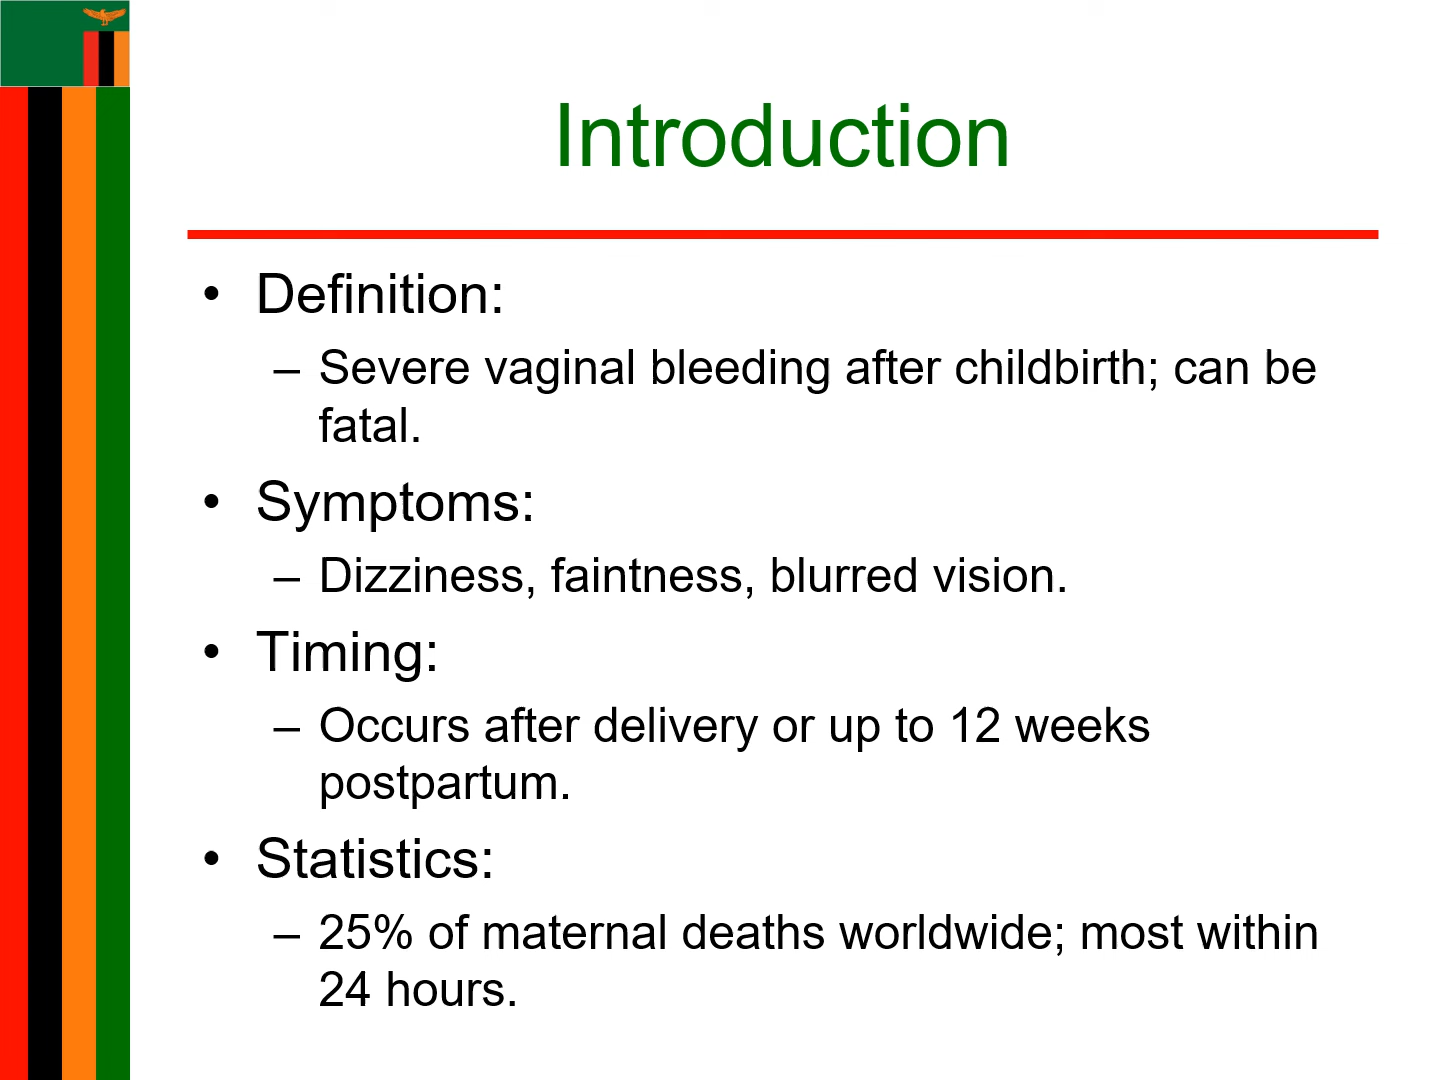 Introduction
• Definition:
– Severe vaginal bleeding after childbirth; can be
fatal.
• Symptoms:
– Dizziness, faintness, blurred vision.
• Timing:
– Occurs after delivery or up to 12 weeks
postpartum.
• Statistics:
– 25% of maternal deaths worldwide; most within
24 hours.